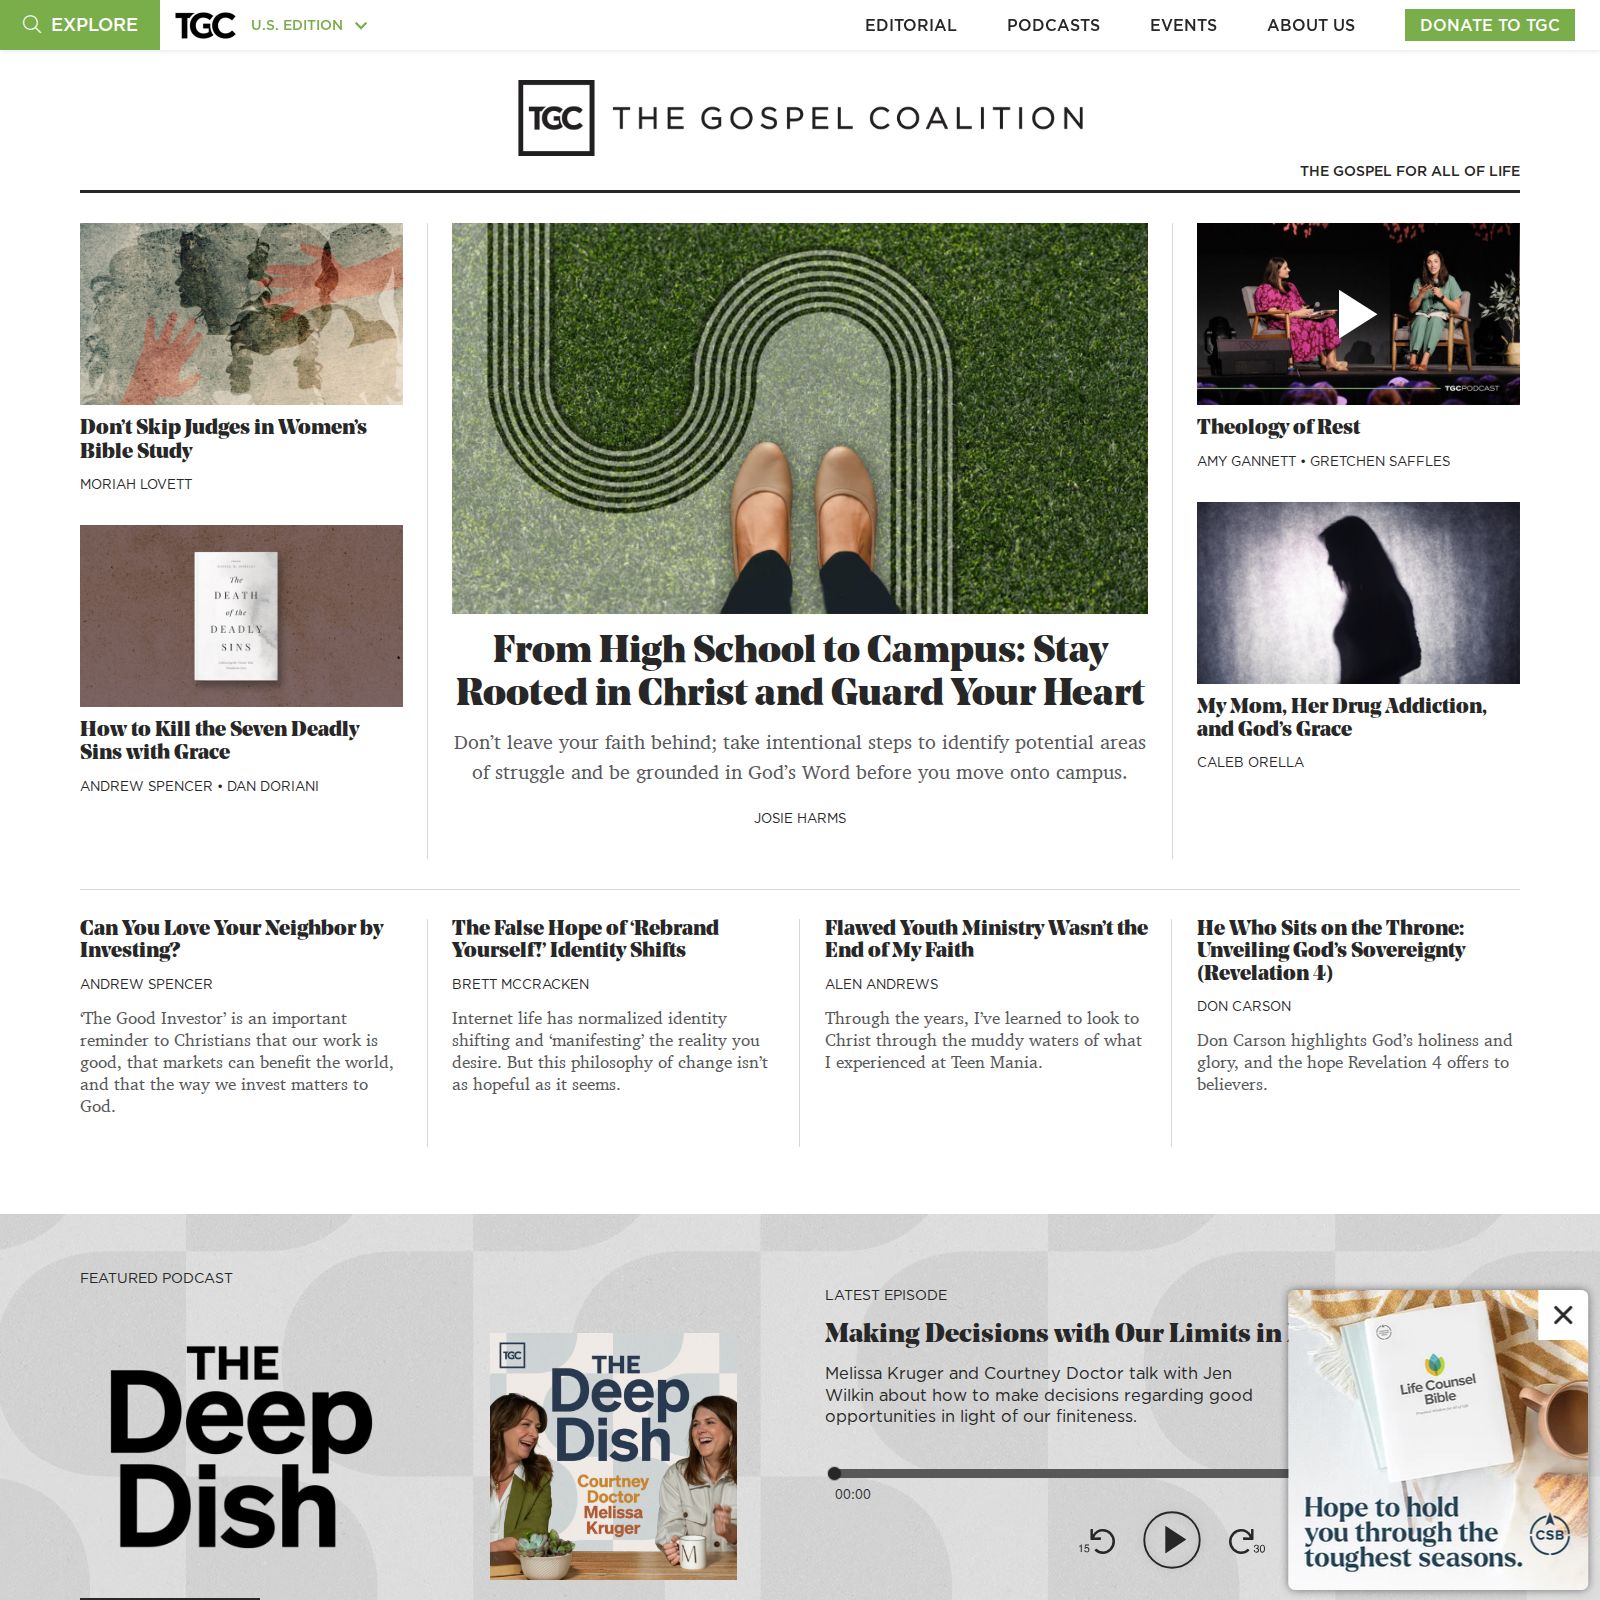 EXPLORE
TGC
U.S. EDITION
EDITORIAL
PODCASTS
EVENTS
ABOUT US
DONATE TO TGC
TGC
THE GOSPEL COALITION
THE GOSPEL FOR ALL OF LIFE
Don’t Skip Judges in Women’s
Bible Study
MORIAH LOVETT
The
DEATH
of the
DEADLY
SINS
How to Kill the Seven Deadly
Sins with Grace
ANDREW SPENCER • DAN DORIANI
From High School to Campus: Stay
Rooted in Christ and Guard Your Heart
Don’t leave your faith behind; take intentional steps to identify potential areas
of struggle and be grounded in God’s Word before you move onto campus.
JOSIE HARMS
TGCPODCAST
Theology of Rest
AMY GANNETT • GRETCHEN SAFFLES
My Mom, Her Drug Addiction,
and God’s Grace
CALEB ORELLA
Can You Love Your Neighbor by
Investing?
ANDREW SPENCER
‘The Good Investor’ is an important
reminder to Christians that our work is
good, that markets can benefit the world,
and that the way we invest matters to
God.
The False Hope of ‘Rebrand
Yourself!’ Identity Shifts
BRETT MCCRACKEN
Internet life has normalized identity
shifting and ‘manifesting’ the reality you
desire. But this philosophy of change isn’t
as hopeful as it seems.
Flawed Youth Ministry Wasn’t the
End of My Faith
ALEN ANDREWS
Through the years, I’ve learned to look to
Christ through the muddy waters of what
I experienced at Teen Mania.
He Who Sits on the Throne:
Unveiling God’s Sovereignty
(Revelation 4)
DON CARSON
Don Carson highlights God’s holiness and
glory, and the hope Revelation 4 offers to
believers.
FEATURED PODCAST
THE
Deep
Dish
TGC
THE
Deep
Dish
Courtney
Doctor
Melissa
Kruger
M
LATEST EPISODE
Making Decisions with Our Limits in
Melissa Kruger and Courtney Doctor talk with Jen
Wilkin about how to make decisions regarding good
opportunities in light of our finiteness.
00:00
15
30
Life Counsel
Bible
Hope to hold
you through the
toughest seasons.
CSB